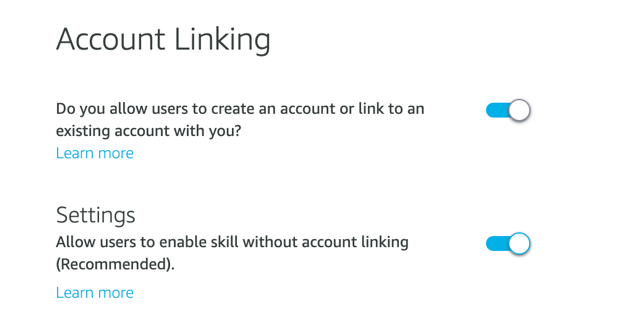 Account Linking
Do you allow users to create an account or link to an
existing account with you?
Learn more
Settings
Allow users to enable skill without account linking
(Recommended).
Learn more